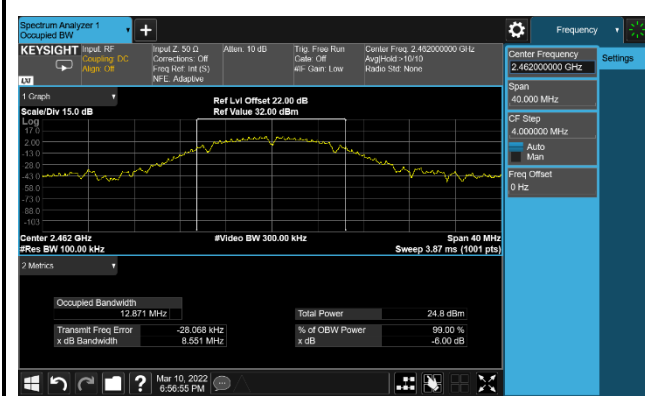 Spectrum Analyzer 1
Occupied BW
Frequency
KEYSIGHT
Input: RF
Coupling: DC
Align: Off
Input Z: 50 Ω
Corrections: Off
Freq Ref: Int (S)
NFE: Adaptive
Atten: 10 dB
Trig: Free Run
Gate: Off
#IF Gain: Low
Center Freq: 2.462000000 GHz
Avg|Hold:>10/10
Radio Std: None
LXI
Center Frequency
2.462000000 GHz
Settings
Span
40.000 MHz
CF Step
4.000000 MHz
Auto
Man
Freq Offset
0 Hz
1 Graph
Scale/Div 15.0 dB
Ref Lvl Offset 22.00 dB
Ref Value 32.00 dBm
Log
17.0
2.00
-13.0
-28.0
-43.0
-58.0
-73.0
-88.0
-103
Center 2.462 GHz
#Video BW 300.00 kHz
Span 40 MHz
#Res BW 100.00 kHz
Sweep 3.87 ms (1001 pts)
2 Metrics
Occupied Bandwidth
12.871 MHz
Total Power
24.8 dBm
Transmit Freq Error
-28.068 kHz
% of OBW Power
99.00 %
x dB Bandwidth
8.551 MHz
x dB
-6.00 dB
?
Mar 10, 2022
6:56:55 PM